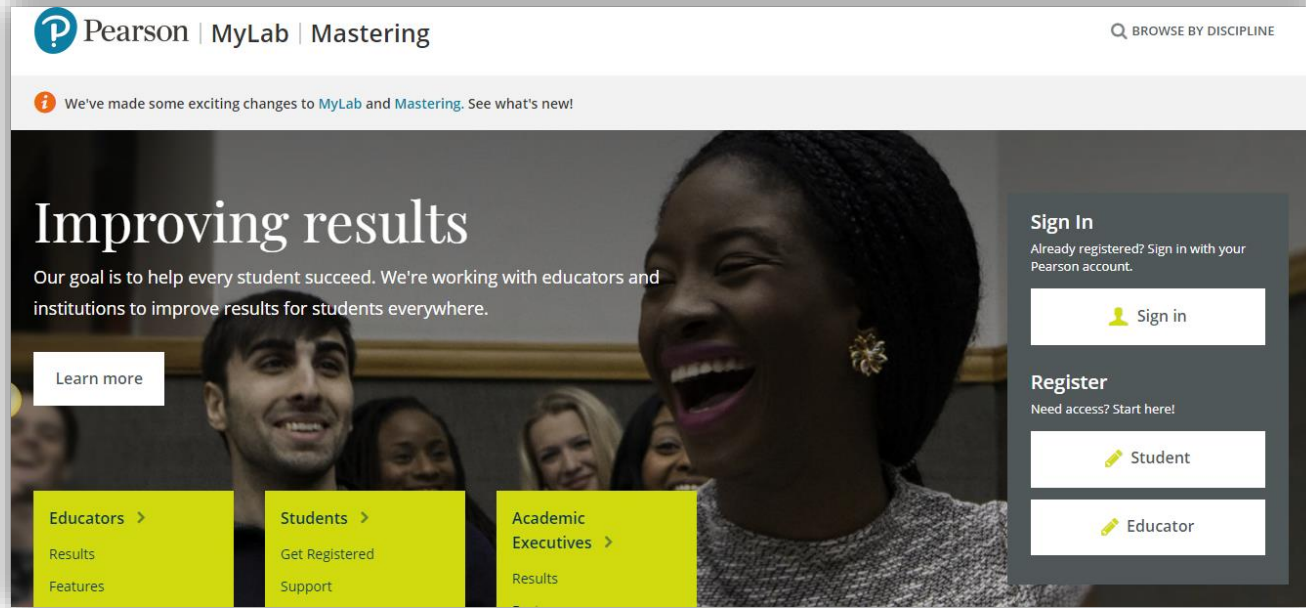 Pearson | MyLab | Mastering
BROWSE BY DISCIPLINE
We've made some exciting changes to MyLab and Mastering. See what's new!
Improving results
Our goal is to help every student succeed. We're working with educators and
institutions to improve results for students everywhere.
Learn more
Educators >
Results
Features
Students >
Get Registered
Support
Academic
Executives >
Results
Sign In
Already registered? Sign in with your
Pearson account.
Sign in
Register
Need access? Start here!
Student
Educator